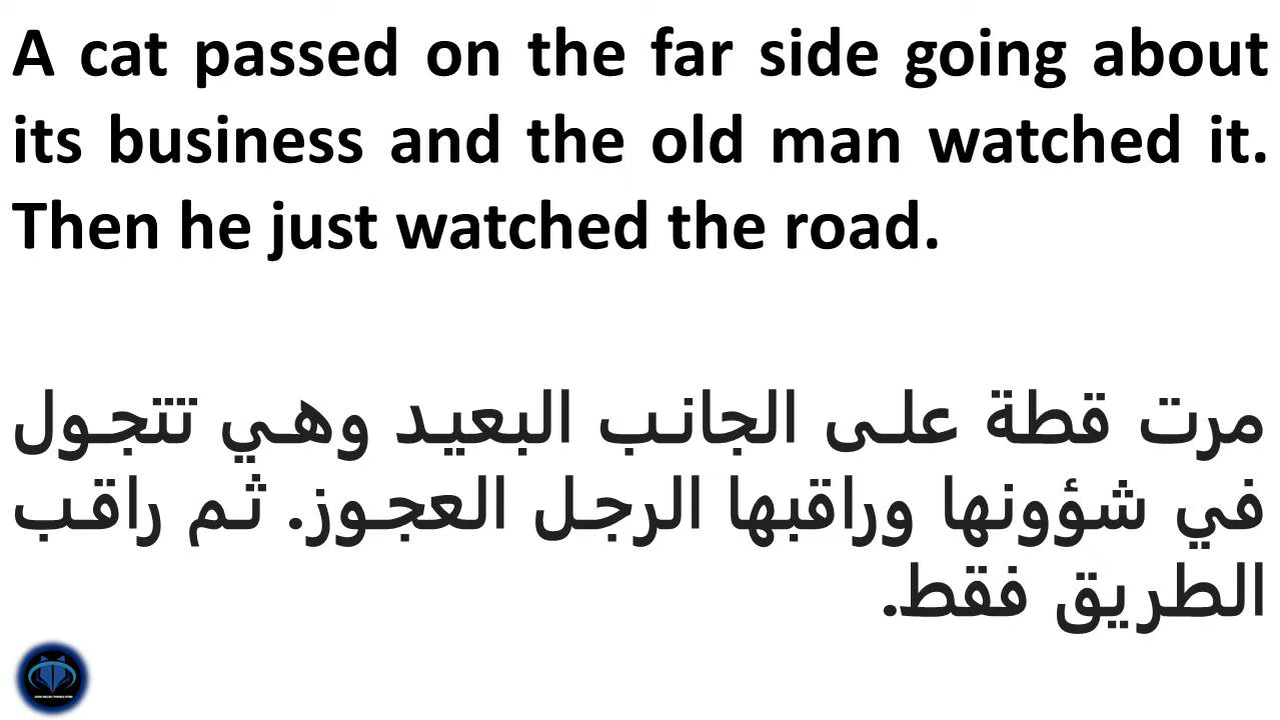 A cat passed on the far side going about
its business and the old man watched it.
Then he just watched the road.
مرت قطة على الجانب البعيد وهي تتجول
في شؤونها وراقبها الرجل العجوز. ثم راقب
الطريق فقط.